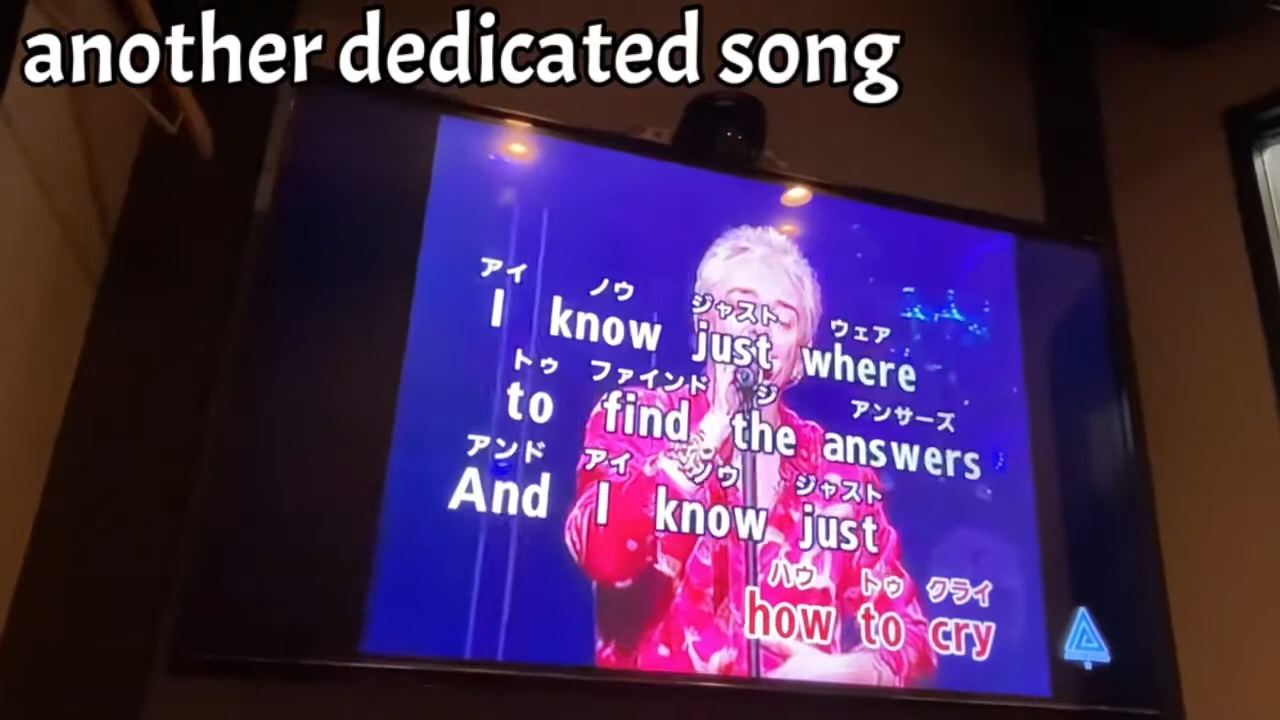 another dedicated song
アイ ノウ ジャスト ウェア
I know just where
トゥ ファインド ジ アンサーズ
to find the answers
アンド アイ ノウ ジャスト
And I know just
ハウ トゥ クライ
how to cry